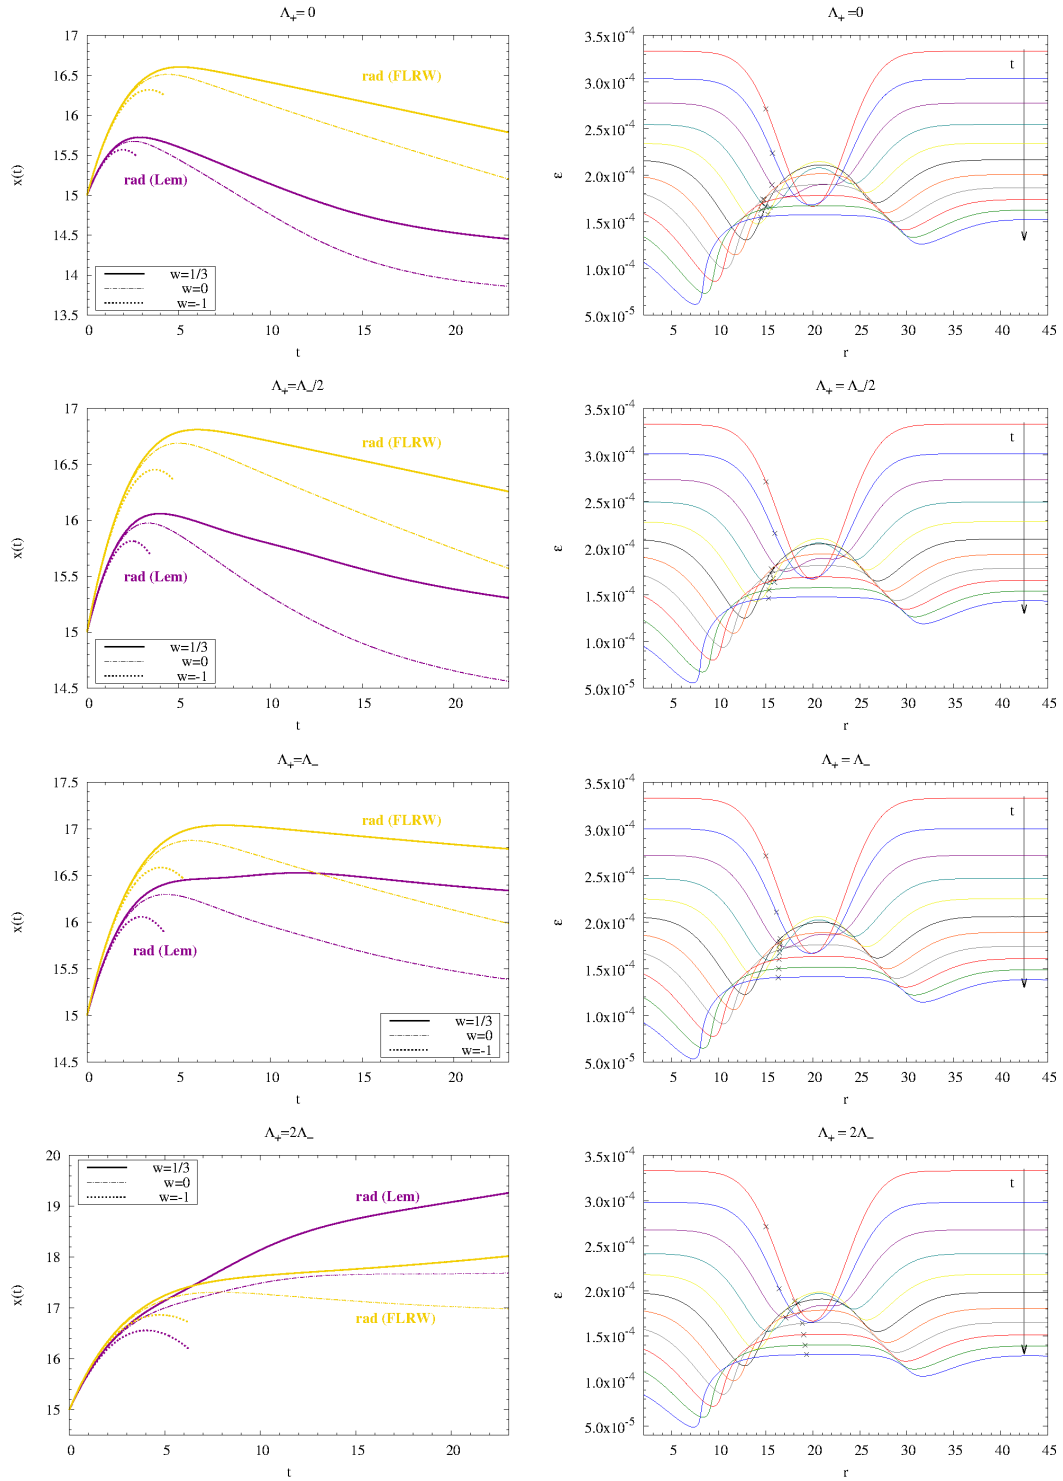 Λ₊= 0
17
16.5
16
15.5
15
14.5
14
13.5
0
5
10
15
20
x(t)
t
rad (FLRW)
rad (Lem)
w=1/3
w=0
w=-1
Λ₊=0
3.5x10⁻⁴
3.0x10⁻⁴
2.5x10⁻⁴
2.0x10⁻⁴
1.5x10⁻⁴
1.0x10⁻⁴
5.0x10⁻⁵
5
10
15
20
25
30
35
40
45
ε
r
t
Λ₊=Λ₋/2
17
16.5
16
15.5
15
14.5
0
5
10
15
20
x(t)
t
rad (FLRW)
rad (Lem)
w=1/3
w=0
w=-1
Λ₊ = Λ₋/2
3.5x10⁻⁴
3.0x10⁻⁴
2.5x10⁻⁴
2.0x10⁻⁴
1.5x10⁻⁴
1.0x10⁻⁴
5.0x10⁻⁵
5
10
15
20
25
30
35
40
45
ε
r
t
Λ₊=Λ₋
17.5
17
16.5
16
15.5
15
14.5
0
5
10
15
20
x(t)
t
rad (FLRW)
rad (Lem)
w=1/3
w=0
w=-1
Λ₊ = Λ₋
3.5x10⁻⁴
3.0x10⁻⁴
2.5x10⁻⁴
2.0x10⁻⁴
1.5x10⁻⁴
1.0x10⁻⁴
5.0x10⁻⁵
5
10
15
20
25
30
35
40
45
ε
r
t
Λ₊=2Λ₋
20
19
18
17
16
15
0
5
10
15
20
x(t)
t
w=1/3
w=0
w=-1
rad (Lem)
rad (FLRW)
Λ₊ = 2Λ₋
3.5x10⁻⁴
3.0x10⁻⁴
2.5x10⁻⁴
2.0x10⁻⁴
1.5x10⁻⁴
1.0x10⁻⁴
5.0x10⁻⁵
5
10
15
20
25
30
35
40
45
ε
r
t